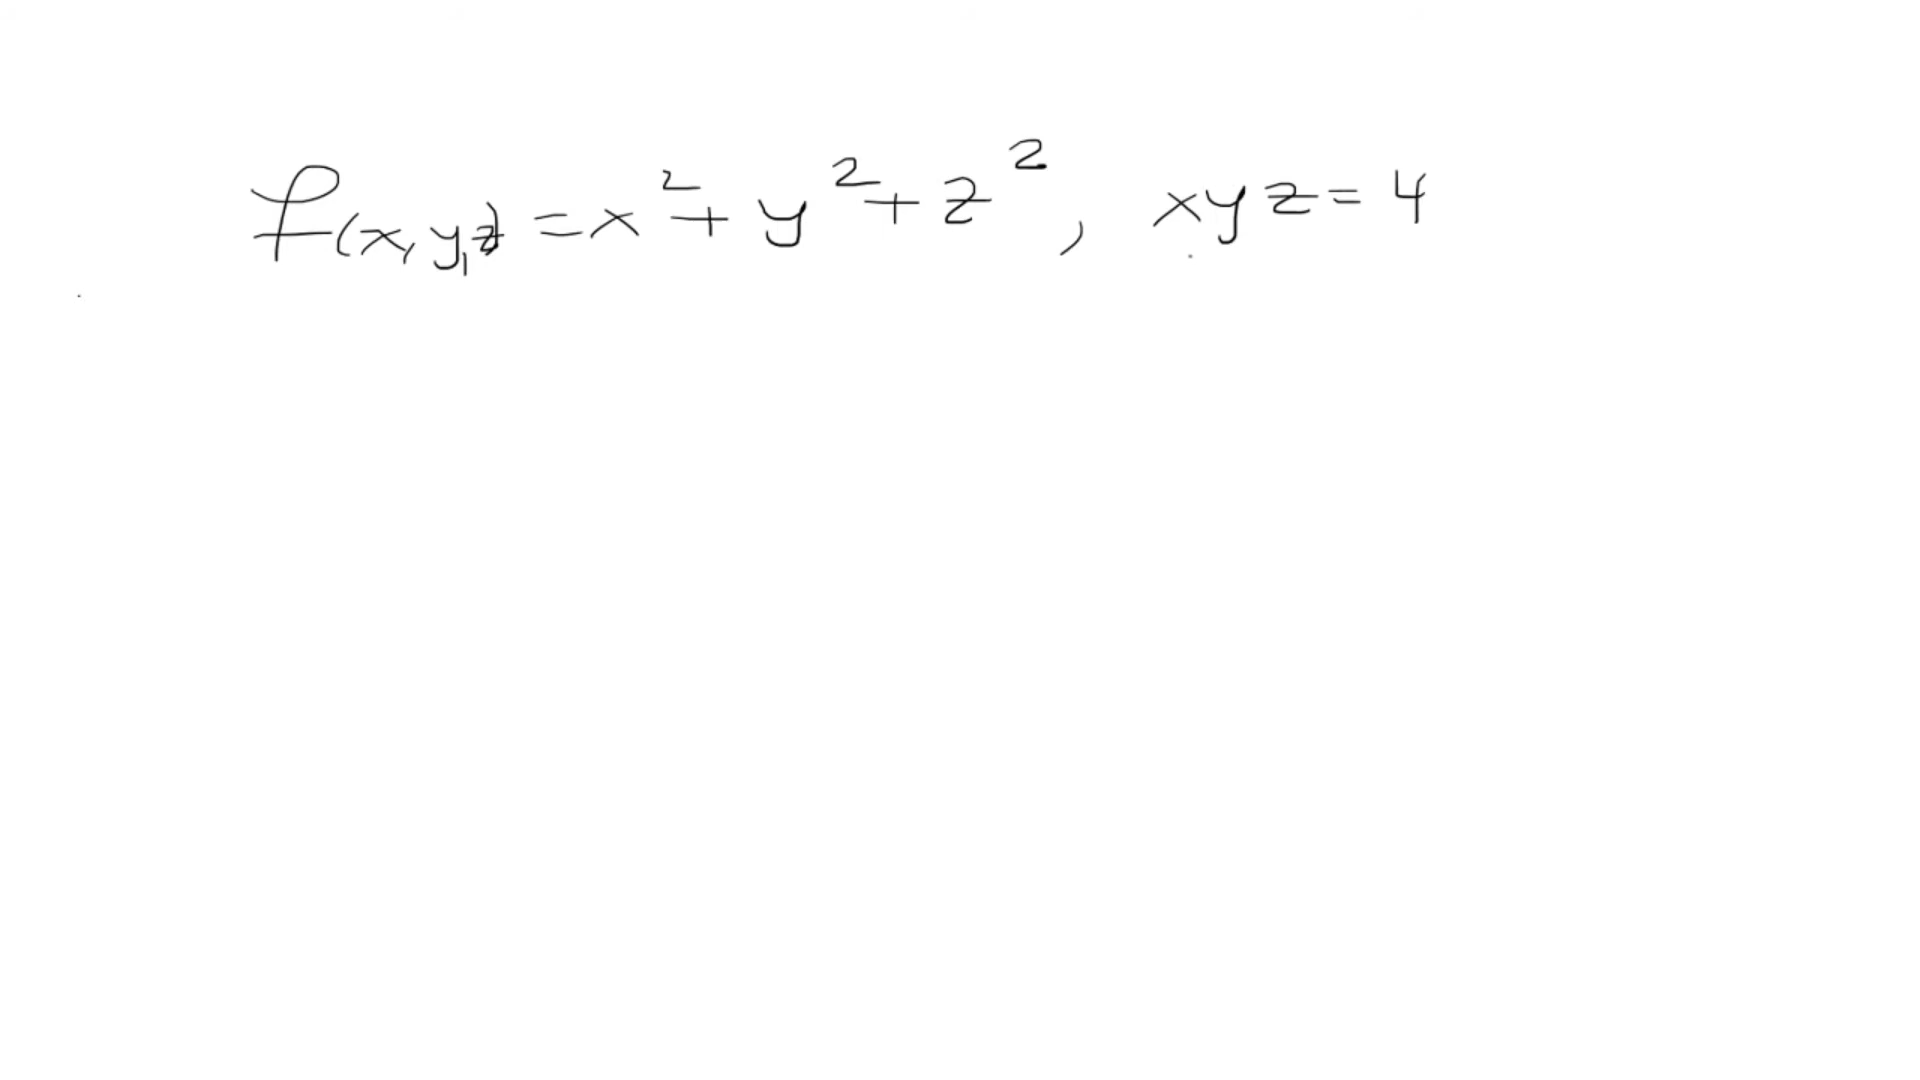 f(x,y,z) = x² + y² + z² , xyz = 4